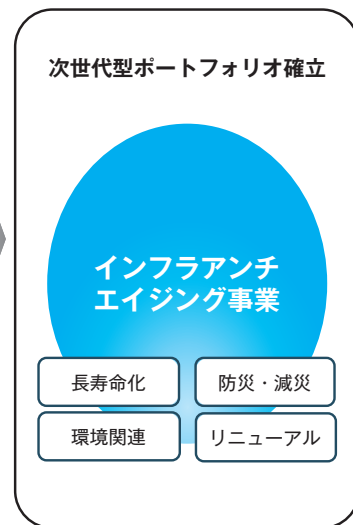 次世代型ポートフォリオ確立
インフラアンチ
エイジング事業
長寿命化
防災・減災
環境関連
リニューアル